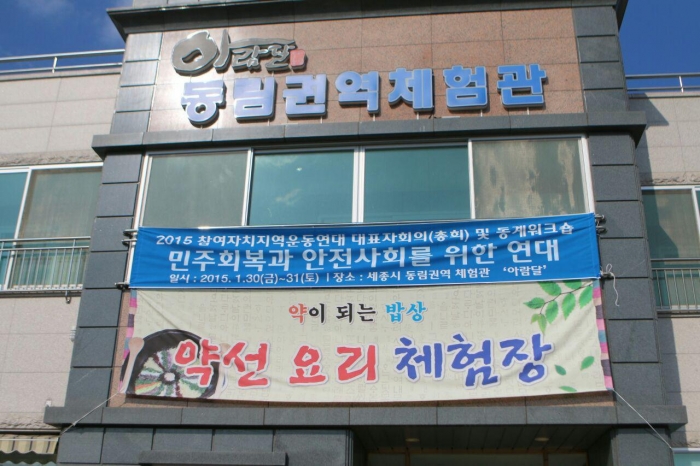 아람달
동림권역체험관
2015 참여자치지역운동연대 대표자회의(총회) 및 동계워크숍
민주회복과 안전사회를 위한 연대
일시 : 2015. 1.30(금)~31(토) | 장소 : 세종시 동림권역 체험관 '아람달'
약이 되는 밥상
약선 요리 체험장